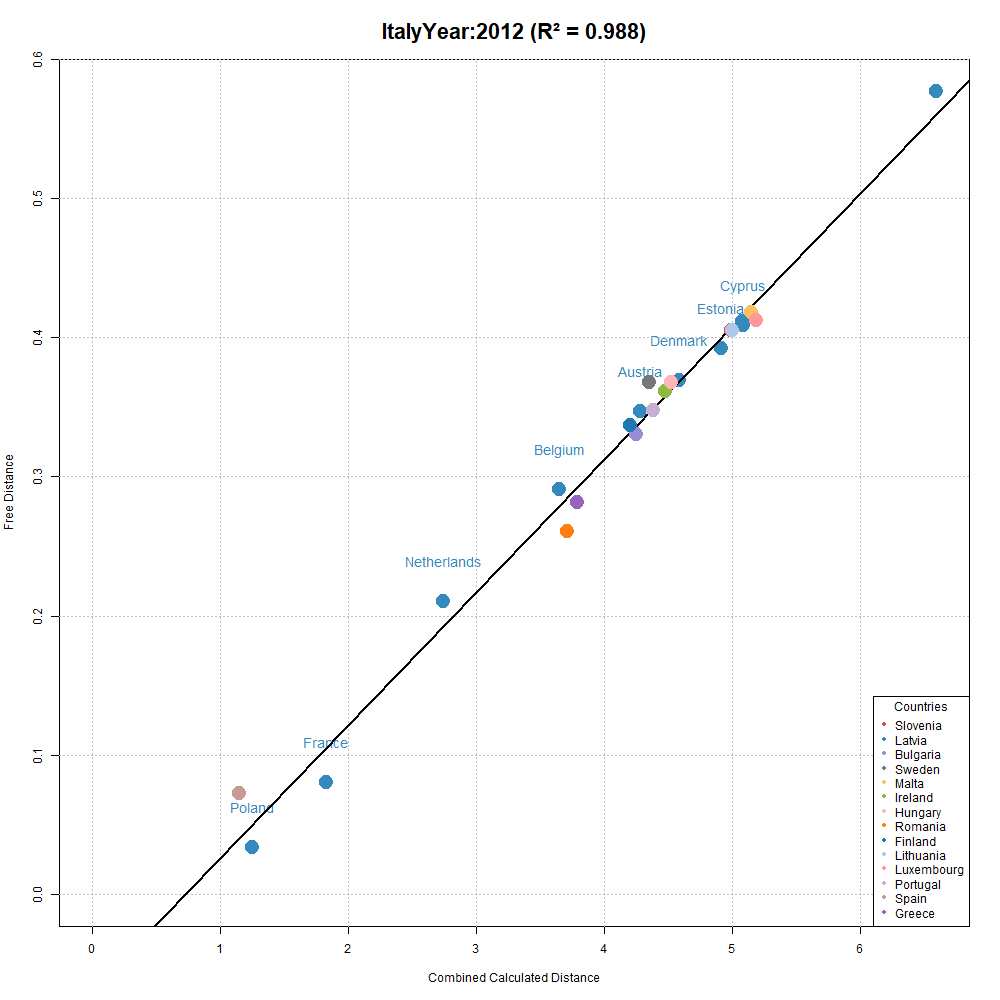 ItalyYear:2012 (R² = 0.988)
0.6
0.5
0.4
0.3
0.2
0.1
0.0
Free Distance
Cyprus
Estonia
Denmark
Austria
Belgium
Netherlands
France
Poland
Countries
Slovenia
Latvia
Bulgaria
Sweden
Malta
Ireland
Hungary
Romania
Finland
Lithuania
Luxembourg
Portugal
Spain
Greece
0 1 2 3 4 5 6
Combined Calculated Distance